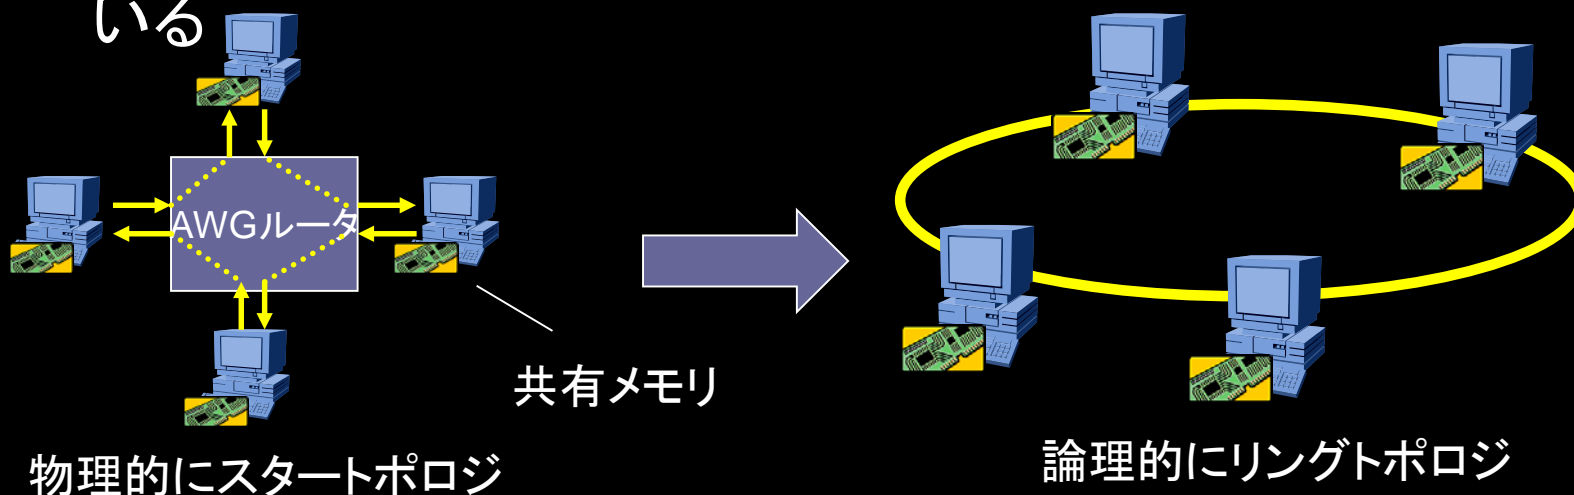 いる
AWGルータ
共有メモリ
物理的にスタートポロジ
論理的にリングトポロジ